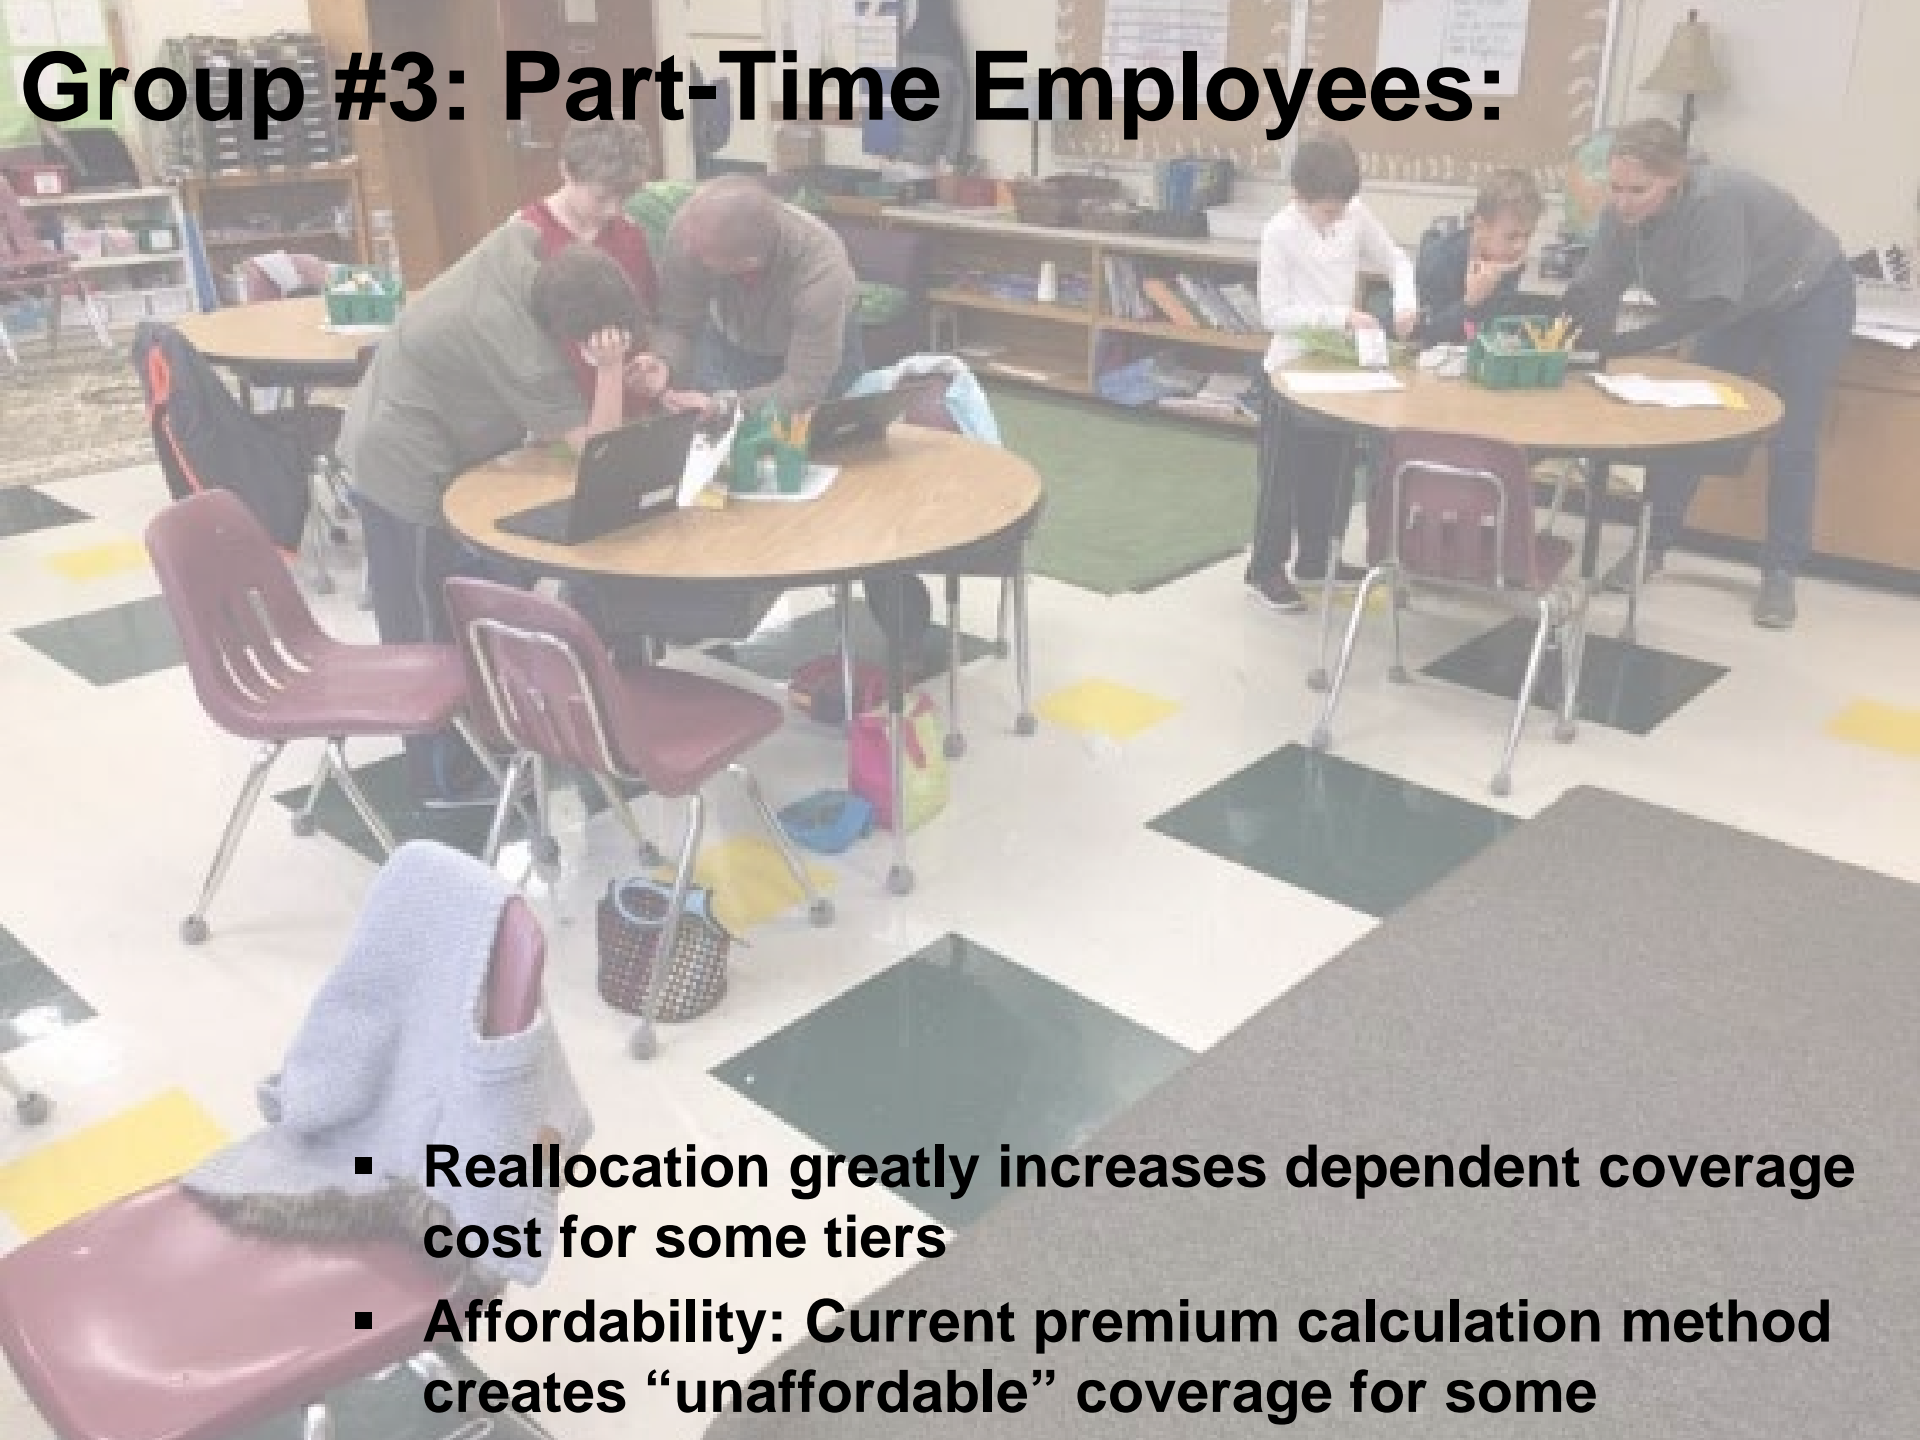 Group #3: Part-Time Employees:
▪ Reallocation greatly increases dependent coverage
cost for some tiers
▪ Affordability: Current premium calculation method
creates “unaffordable” coverage for some